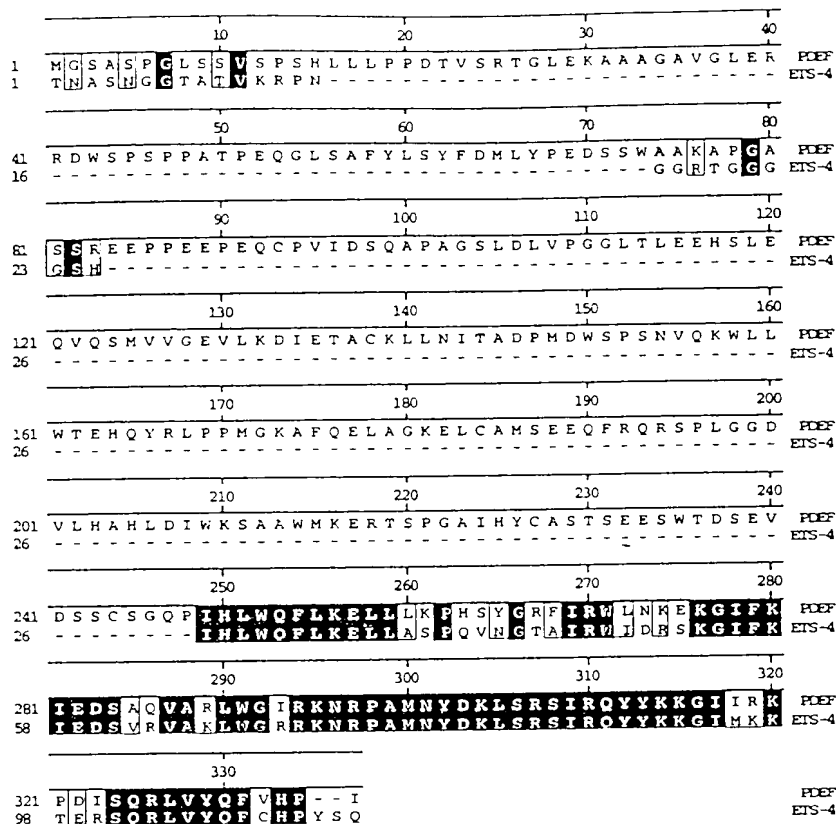 10 20 30 40
1 M G S A S P G L S S V S P S H L L L P P D T V S R T G L E K A A A G A V G L E R PDEF
1 T N A S N G G T A T V K R P N - - - - - - - - - - - - - - - - - - - - - - - - - ETS-4
50 60 70 80
41 R D W S P S P P A T P E Q G L S A F Y L S Y F D M L Y P E D S S W A A K A P G A PDEF
16 - - - - - - - - - - - - - - - - - - - - - - - - - - - - - - - - - G G R T G G G ETS-4
90 100 110 120
81 S S R E E P P E E P E Q C P V I D S Q A P A G S L D L V P G G L T L E E H S L E PDEF
23 G S H - - - - - - - - - - - - - - - - - - - - - - - - - - - - - - - - - - - - - ETS-4
130 140 150 160
121 Q V Q S M V V G E V L K D I E T A C K L L N I T A D P M D W S P S N V Q K W L L PDEF
26 - - - - - - - - - - - - - - - - - - - - - - - - - - - - - - - - - - - - - - - - ETS-4
170 180 190 200
161 W T E H Q Y R L P P M G K A F Q E L A G K E L C A M S E E Q F R Q R S P L G G D PDEF
26 - - - - - - - - - - - - - - - - - - - - - - - - - - - - - - - - - - - - - - - - ETS-4
210 220 230 240
201 V L H A H L D I W K S A A W M K E R T S P G A I H Y C A S T S E E S W T D S E V PDEF
26 - - - - - - - - - - - - - - - - - - - - - - - - - - - - - - - - - - - - - - - - ETS-4
250 260 270 280
241 D S S C S G Q P I H L W Q F L K E L L L K P H S Y G R F I R W L N K E K G I F K PDEF
26 - - - - - - - - I H L W Q F L K E L L A S P Q V N G T A I R W I D R S K G I F K ETS-4
290 300 310 320
281 I E D S A Q V A R L W G I R K N R P A M N Y D K L S R S I R Q Y Y K K G I I R K PDEF
58 I E D S V R V A K L W G R R K N R P A M N Y D K L S R S I R Q Y Y K K G I M K K ETS-4
330
321 P D I S Q R L V Y Q F V H P - - I PDEF
98 T E R S Q R L V Y Q F C H P Y S Q ETS-4